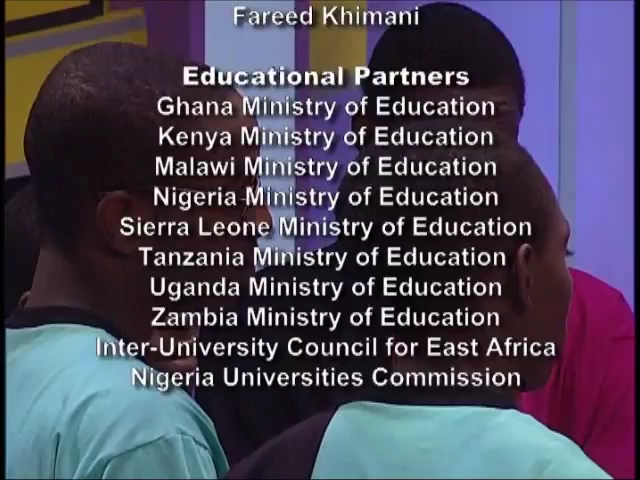 Fareed Khimani
Educational Partners
Ghana Ministry of Education
Kenya Ministry of Education
Malawi Ministry of Education
Nigeria Ministry of Education
Sierra Leone Ministry of Education
Tanzania Ministry of Education
Uganda Ministry of Education
Zambia Ministry of Education
Inter-University Council for East Africa
Nigeria Universities Commission